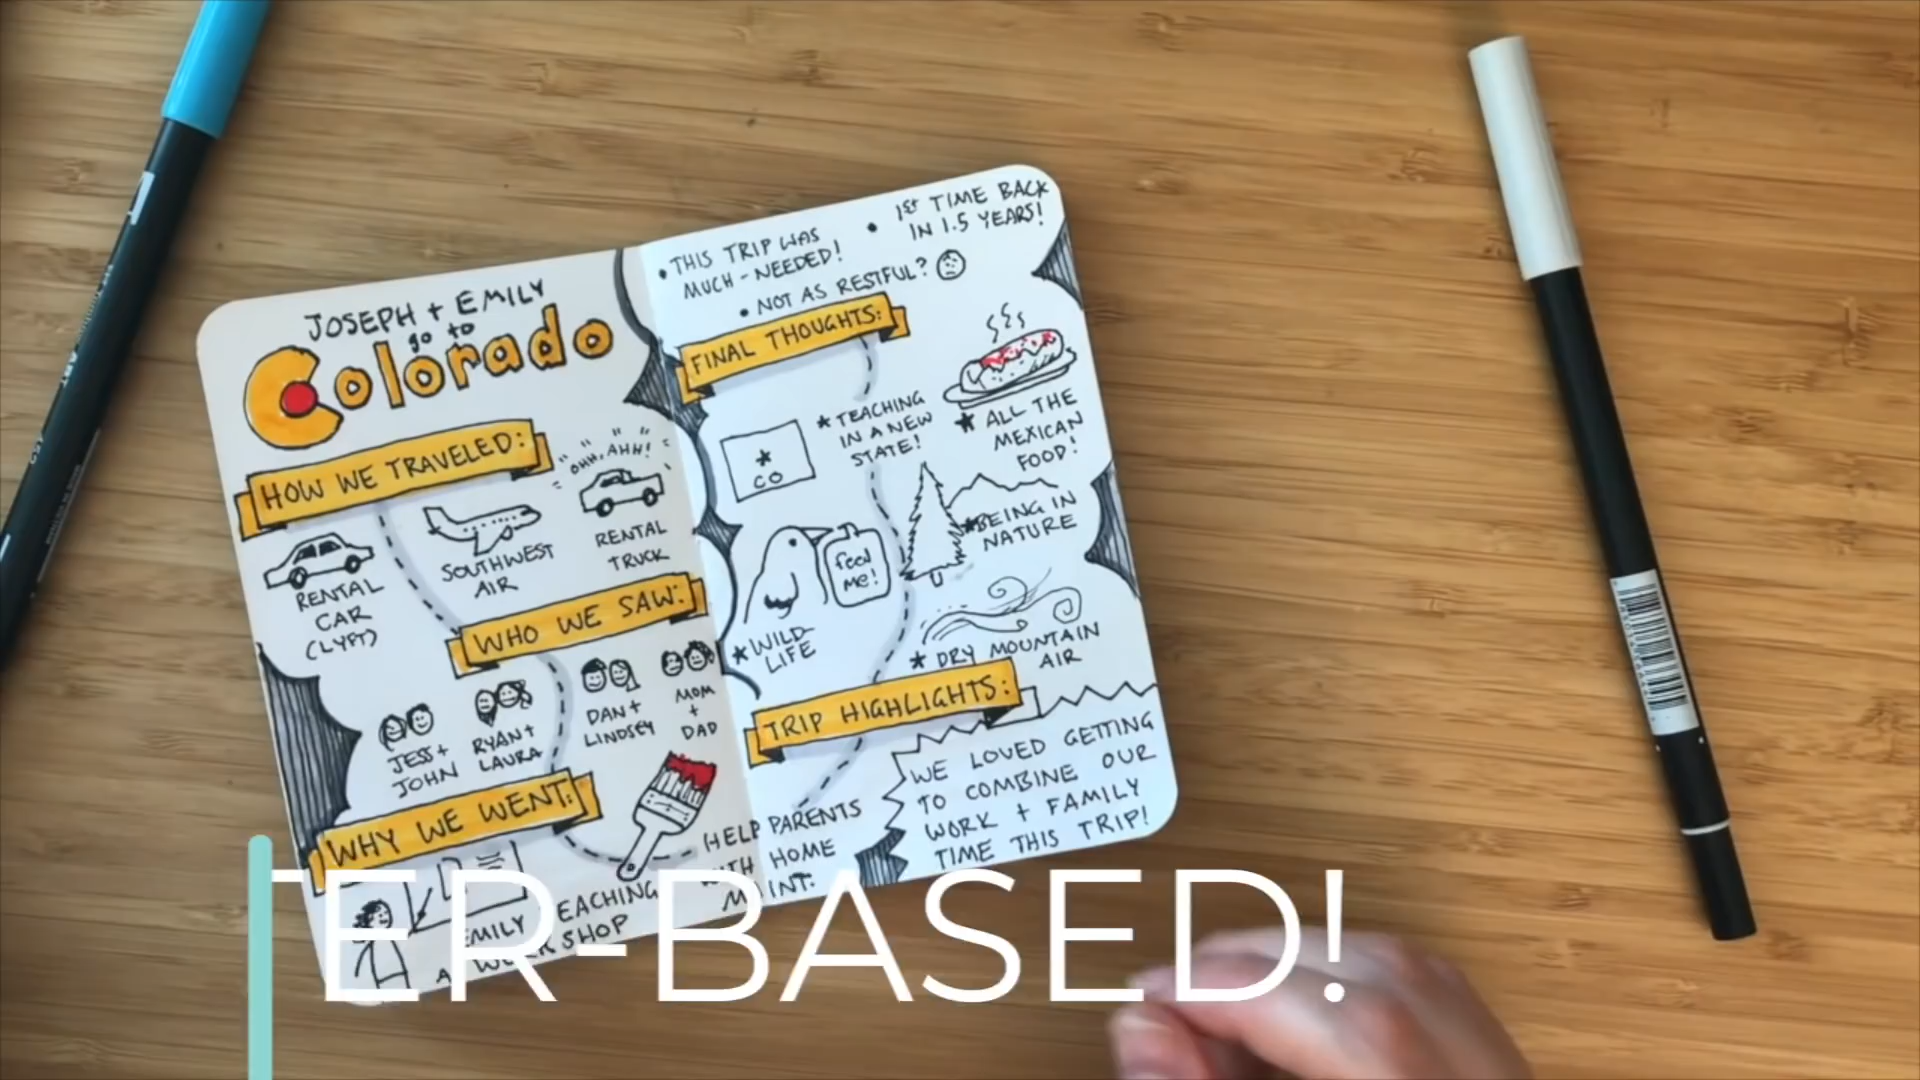 JOSEPH + EMILY
go to
Colorado
HOW WE TRAVELED:
RENTAL
CAR
(LYFT)
SOUTHWEST
AIR
"OHH, AHH!"
RENTAL
TRUCK
WHO WE SAW:
JESS +
JOHN
RYAN +
LAURA
DAN +
LINDSEY
MOM
+
DAD
WHY WE WENT:
EMILY TEACHING
A WORKSHOP
(HELP PARENTS
WITH HOME
• THIS TRIP WAS
MUCH-NEEDED!
• 1ST TIME BACK
IN 1.5 YEARS!
• NOT AS RESTFUL?
FINAL THOUGHTS:
CO
★ TEACHING
IN A NEW
STATE!
★ ALL THE
MEXICAN
FOOD!
feed
me!
★ WILD-
LIFE
★ BEING IN
NATURE
★ DRY MOUNTAIN
AIR
TRIP HIGHLIGHTS:
WE LOVED GETTING
TO COMBINE OUR
WORK + FAMILY
TIME THIS TRIP!
ER-BASED!